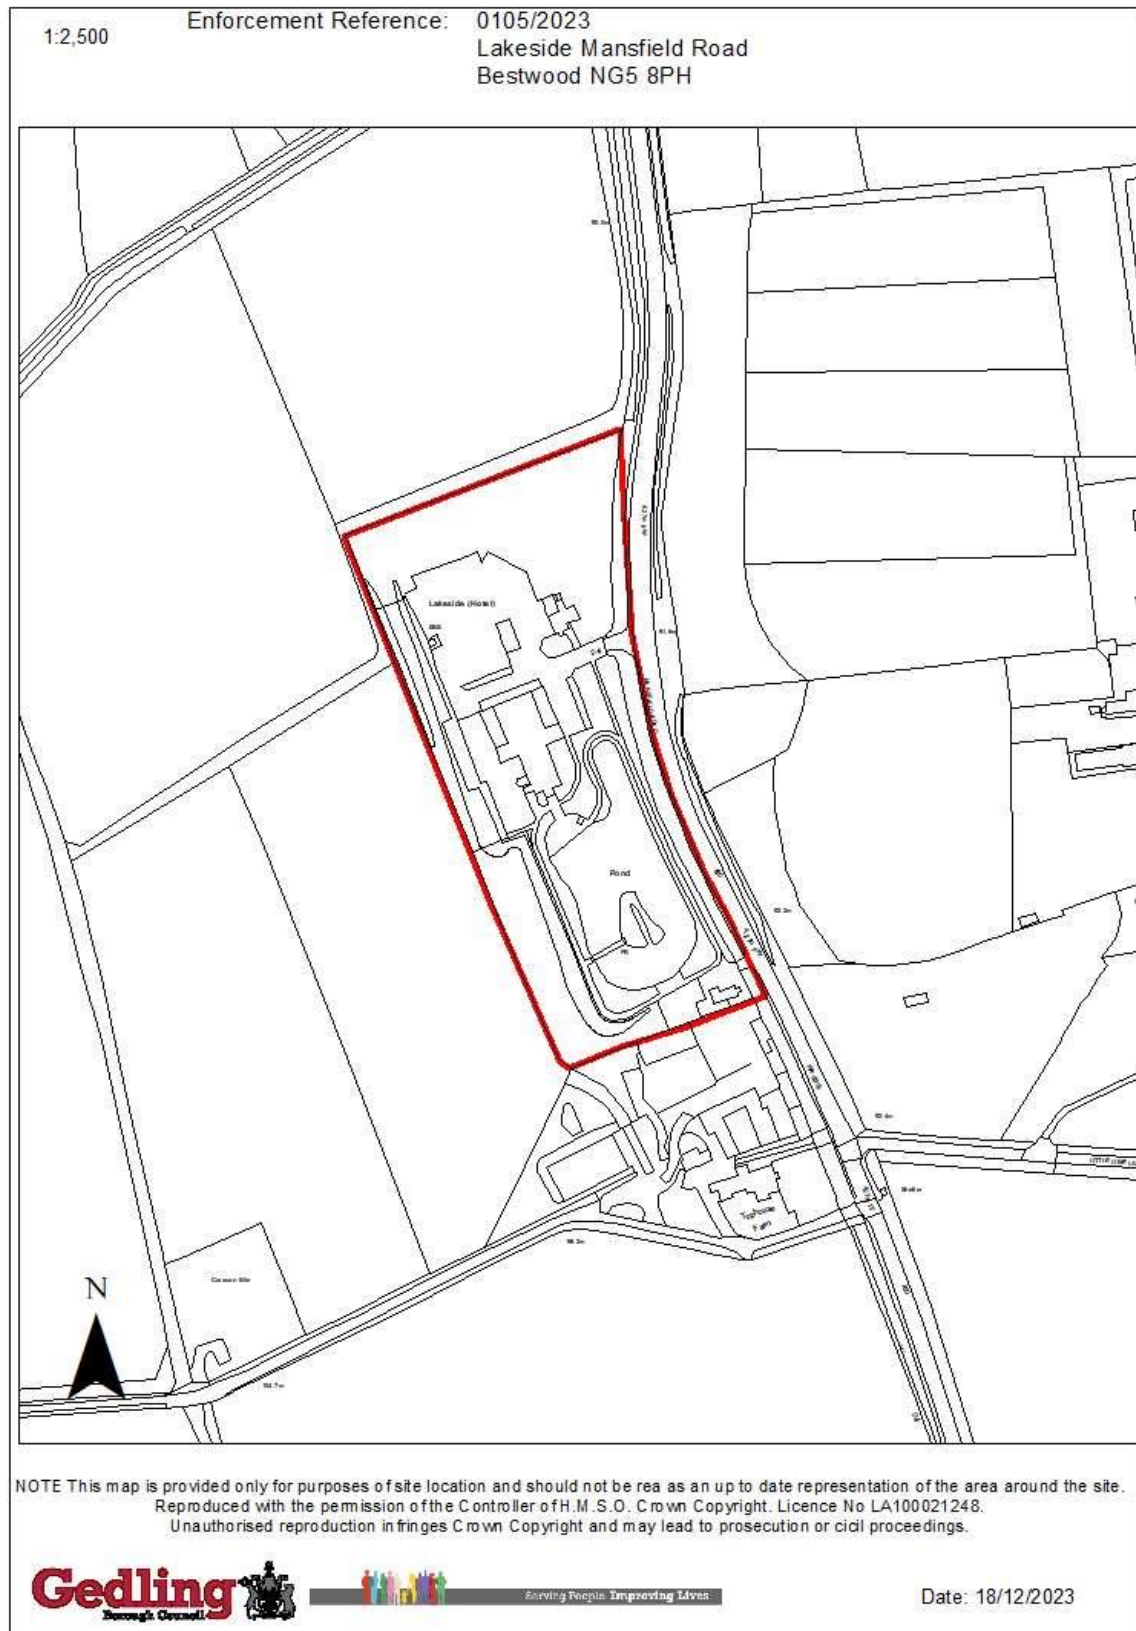 1:2,500
Enforcement Reference: 0105/2023
Lakeside Mansfield Road
Bestwood NG5 8PH
Lakeside (Hotel)
Pond
Tophouse
Farm
N
NOTE This map is provided only for purposes of site location and should not be rea as an up to date representation of the area around the site.
Reproduced with the permission of the Controller of H.M.S.O. Crown Copyright. Licence No LA100021248.
Unauthorised reproduction infringes Crown Copyright and may lead to prosecution or cicil proceedings.
Gedling
Borough Council
Serving People Improving Lives
Date: 18/12/2023